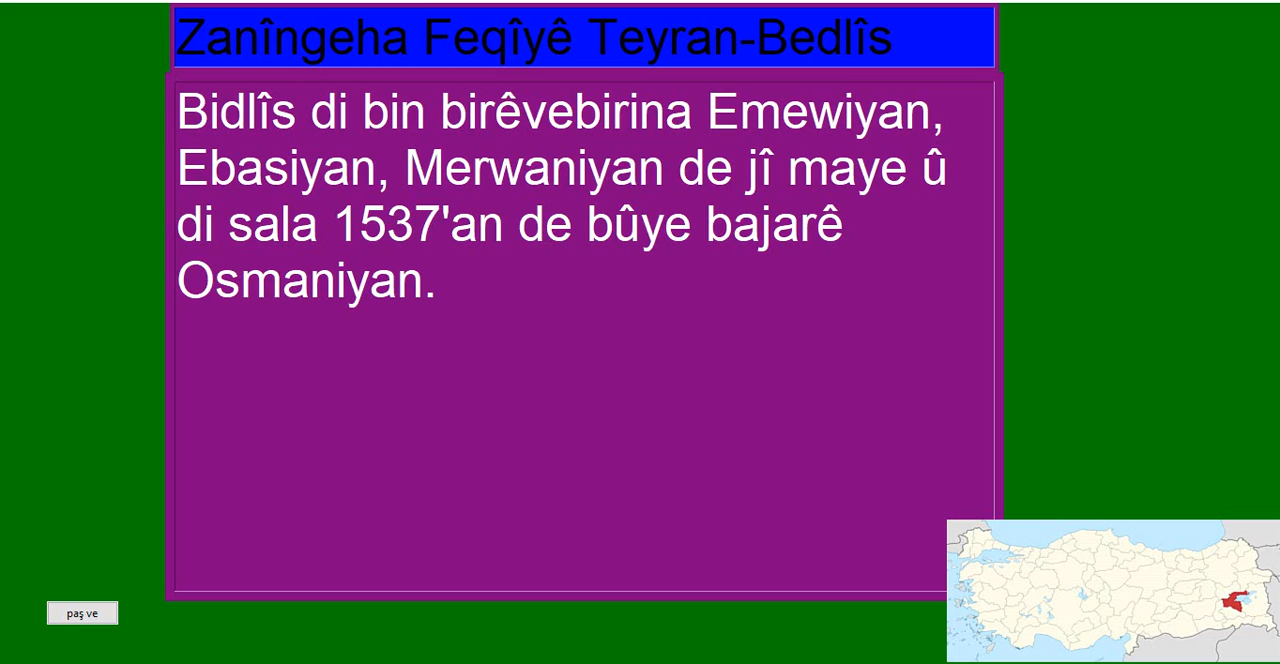 Zanîngeha Feqîyê Teyran-Bedlîs
Bidlîs di bin birêvebirina Emewiyan,
Ebasiyan, Merwaniyan de jî maye û
di sala 1537'an de bûye bajarê
Osmaniyan.
paş ve